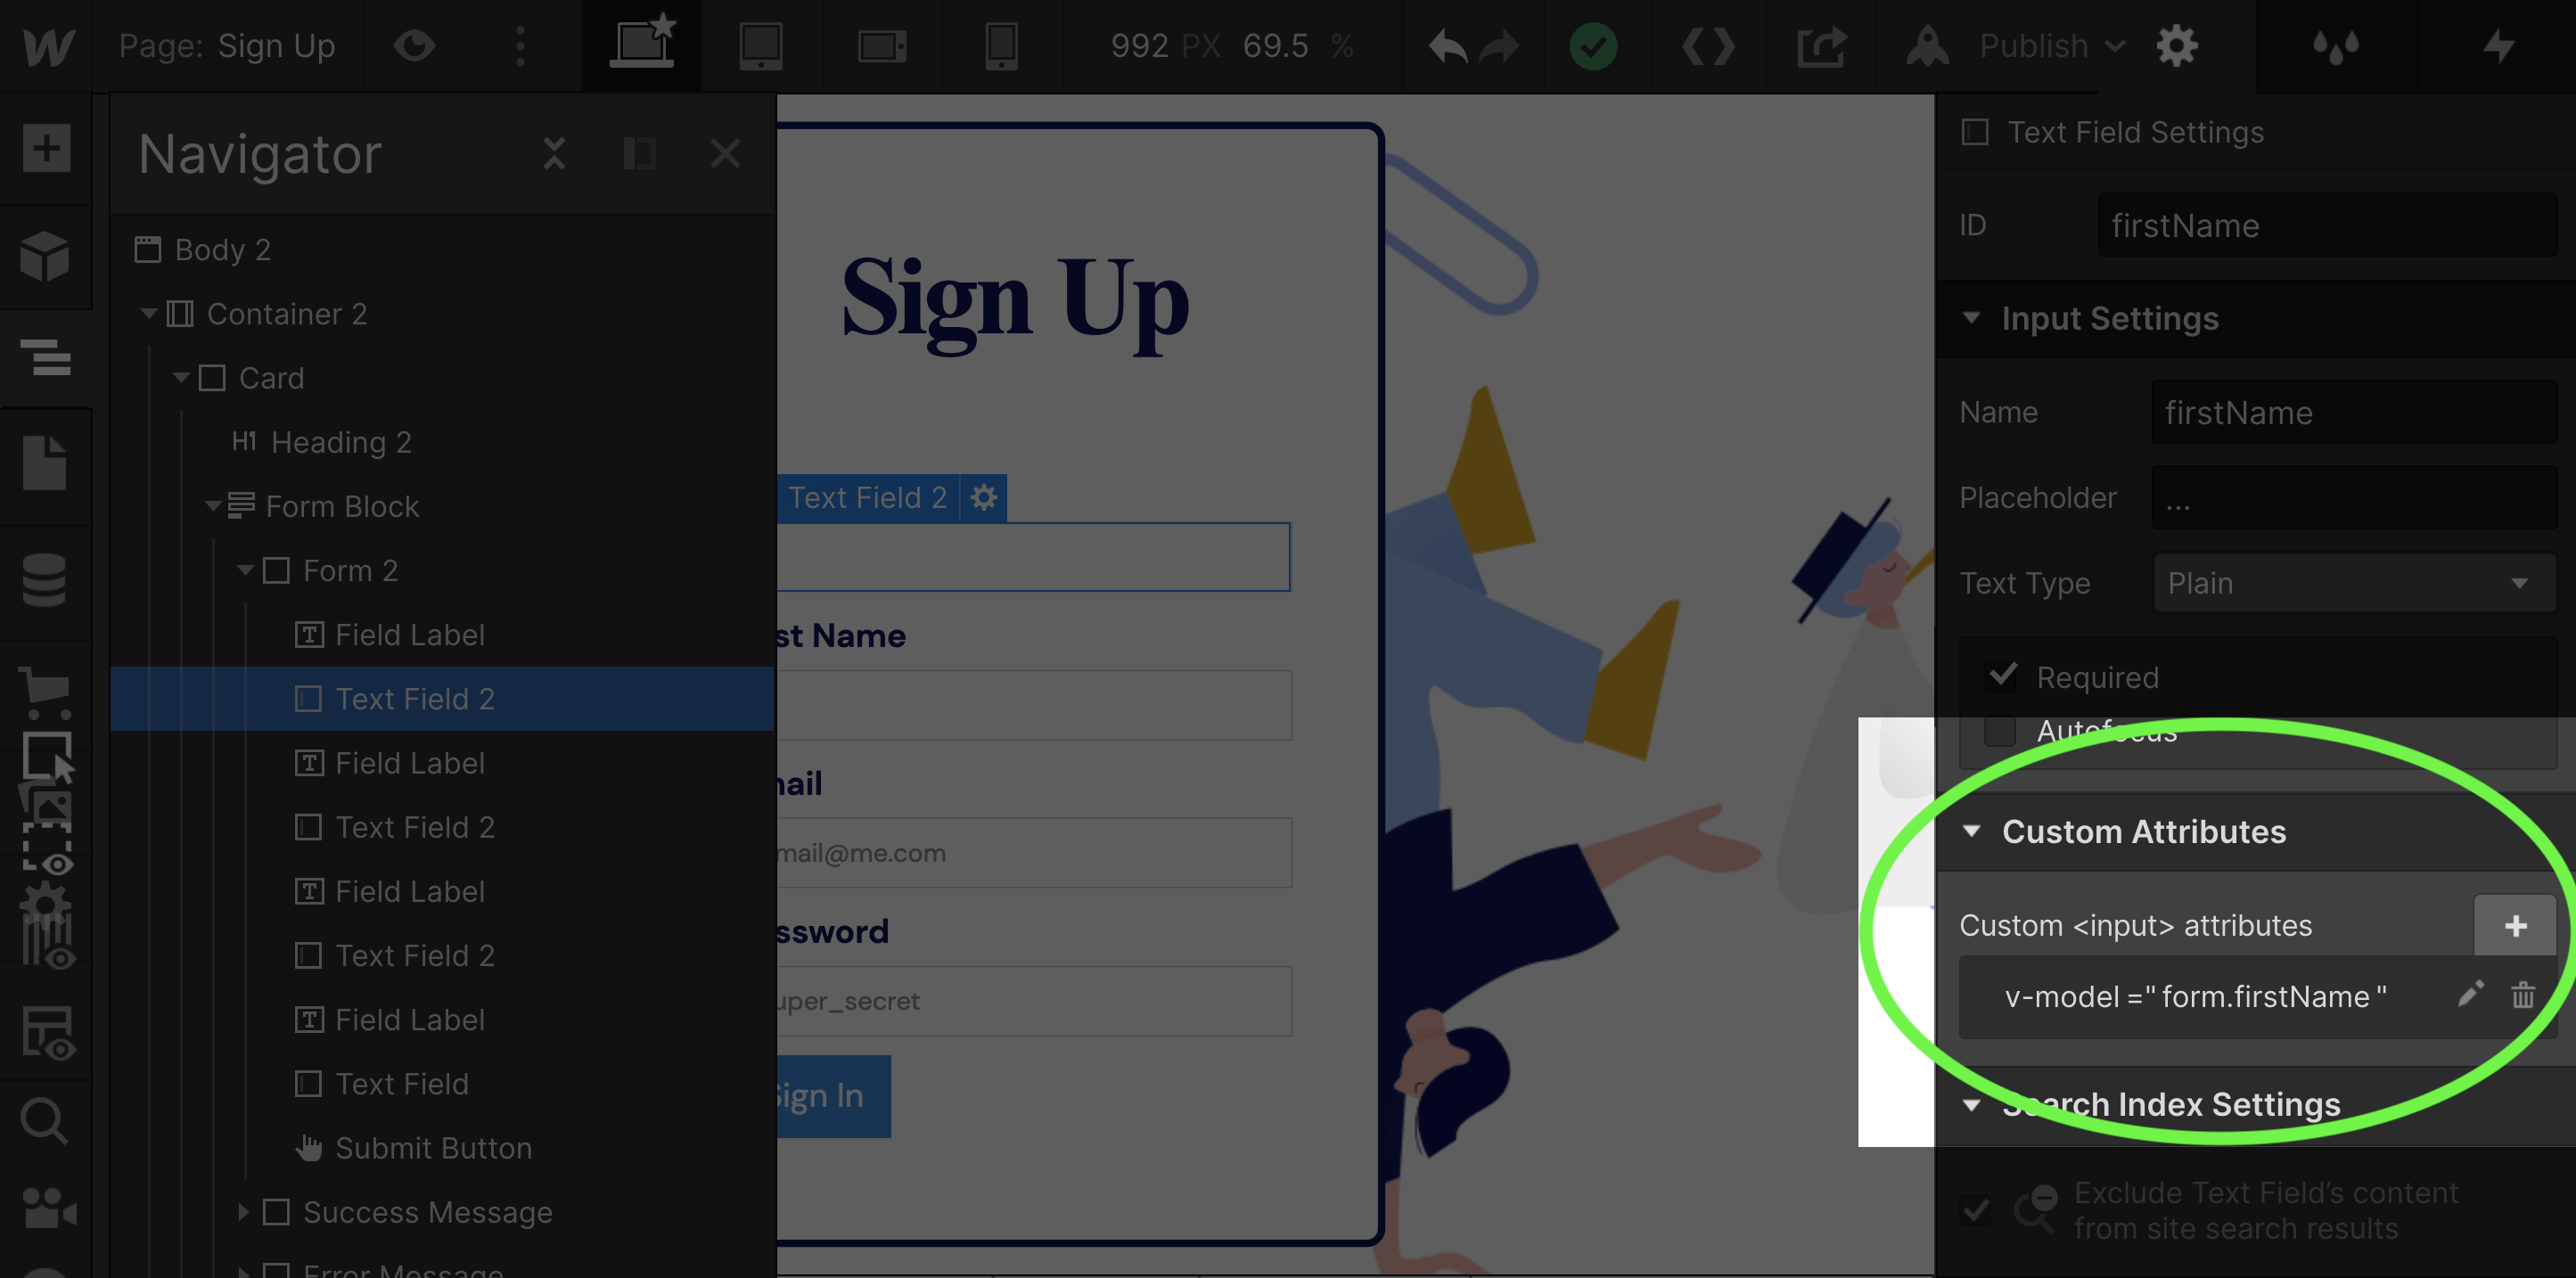 Page: Sign Up
992 PX 69.5 %
Publish
Navigator
Body 2
Container 2
Card
H1 Heading 2
Form Block
Form 2
Field Label
Text Field 2
Field Label
Text Field 2
Field Label
Text Field 2
Field Label
Text Field
Submit Button
Success Message
Error Message
Sign Up
Text Field 2
st Name
mail@me.com
ssword
uper_secret
Sign In
Text Field Settings
ID firstName
Input Settings
Name firstName
Placeholder ...
Text Type Plain
Required
Autofocus
Custom Attributes
Custom <input> attributes
v-model =" form.firstName "
Search Index Settings
Exclude Text Field’s content
from site search results